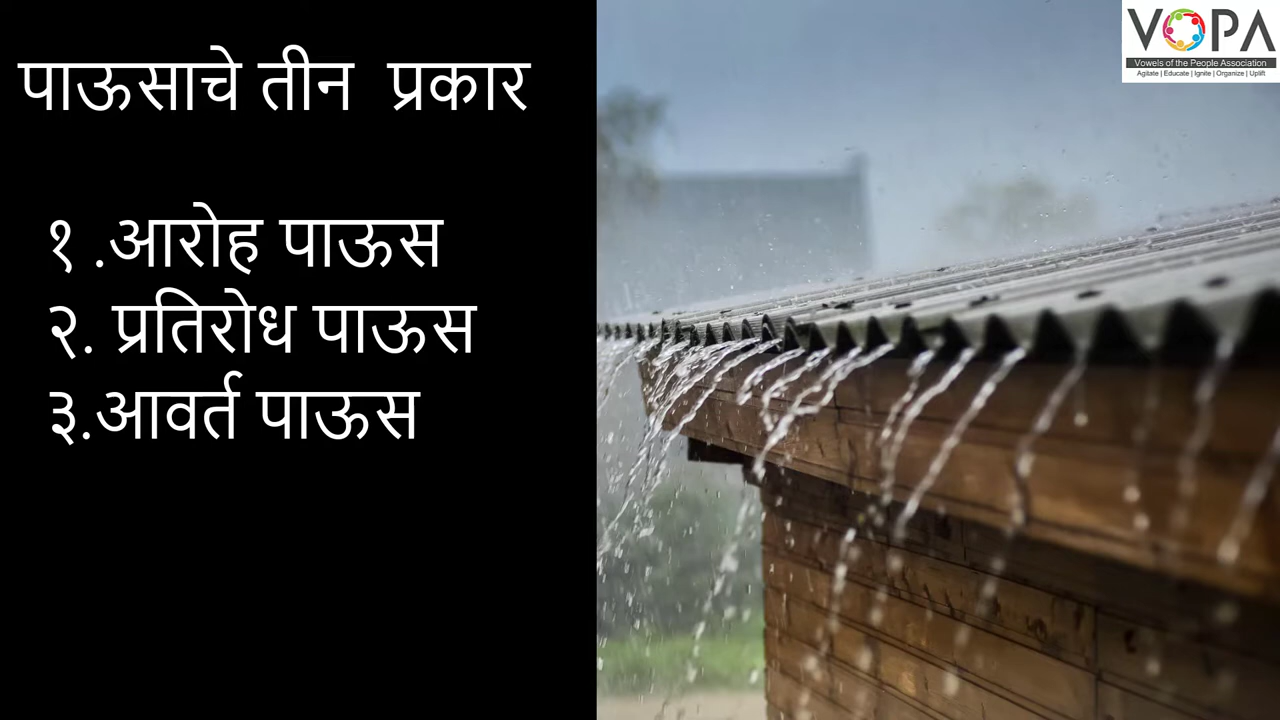 पाऊसाचे तीन प्रकार
१ .आरोह पाऊस
२. प्रतिरोध पाऊस
३.आवर्त पाऊस
VOPA
Vowels of the People Association
Agitate | Educate | Ignite | Organize | Uplift